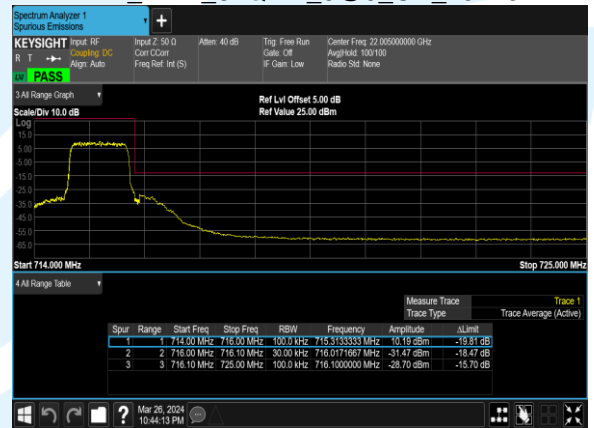 Spectrum Analyzer 1
Spurious Emissions
KEYSIGHT Input: RF Input Z: 50 Ω Atten: 40 dB Trig: Free Run Center Freq: 22.005000000 GHz
R T Coupling: DC Corr CCorr Gate: Off Avg|Hold: 100/100
Align: Auto Freq Ref: Int (S) IF Gain: Low Radio Std: None
PASS
3 All Range Graph
Ref Lvl Offset 5.00 dB
Scale/Div 10.0 dB Ref Value 25.00 dBm
Log
15.0
5.00
-5.00
-15.0
-25.0
-35.0
-45.0
-55.0
-65.0
Start 714.000 MHz Stop 725.000 MHz
4 All Range Table
Measure Trace Trace 1
Trace Type Trace Average (Active)
Spur Range Start Freq Stop Freq RBW Frequency Amplitude ΔLimit
1 1 714.00 MHz 716.00 MHz 100.0 kHz 715.3133333 MHz 10.19 dBm -19.81 dB
2 2 716.00 MHz 716.10 MHz 30.00 kHz 716.0171667 MHz -31.47 dBm -18.47 dB
3 3 716.10 MHz 725.00 MHz 100.0 kHz 716.1000000 MHz -28.70 dBm -15.70 dB
? Mar 26, 2024
10:44:13 PM